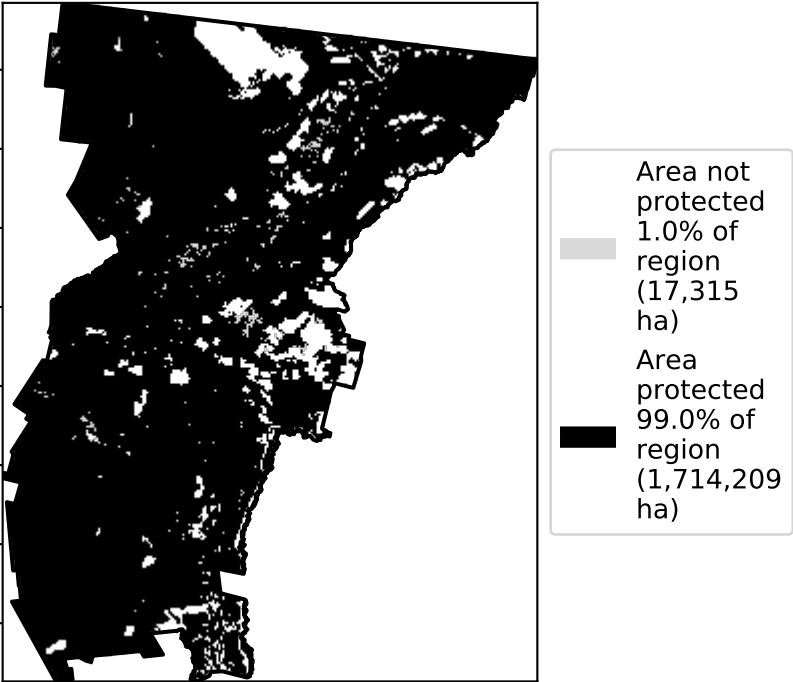 Area not
protected
1.0% of
region
(17,315
ha)
Area
protected
99.0% of
region
(1,714,209
ha)